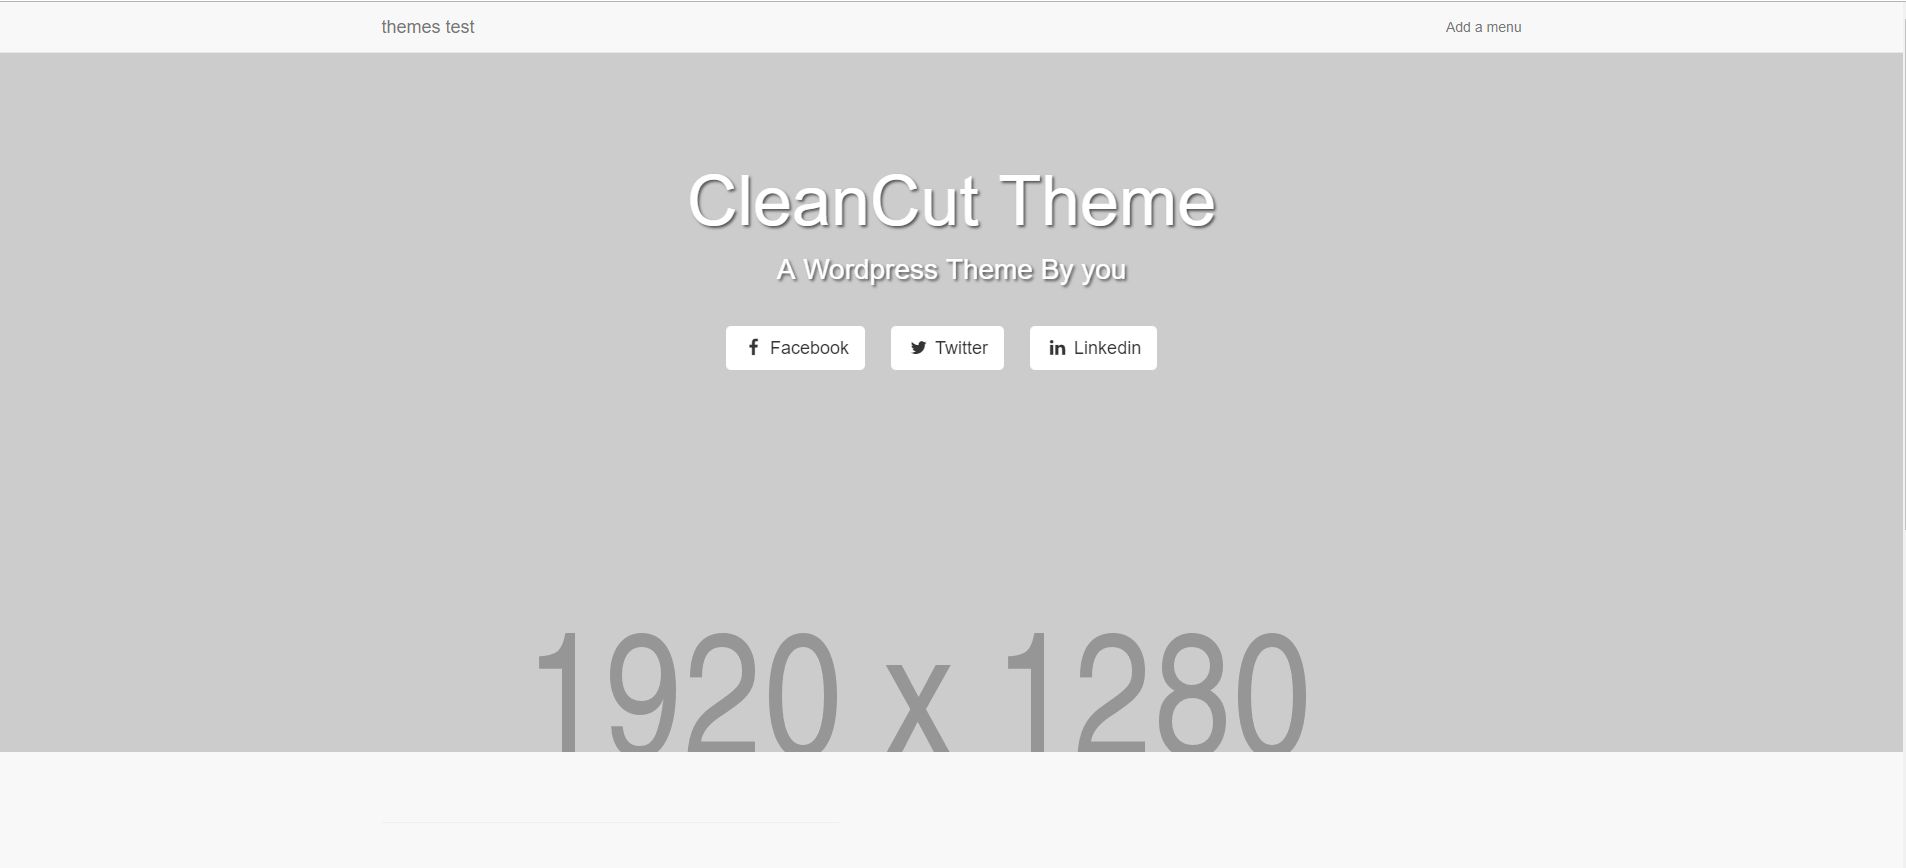 themes test
Add a menu
CleanCut Theme
A Wordpress Theme By you
Facebook
Twitter
Linkedin
1920 x 1280